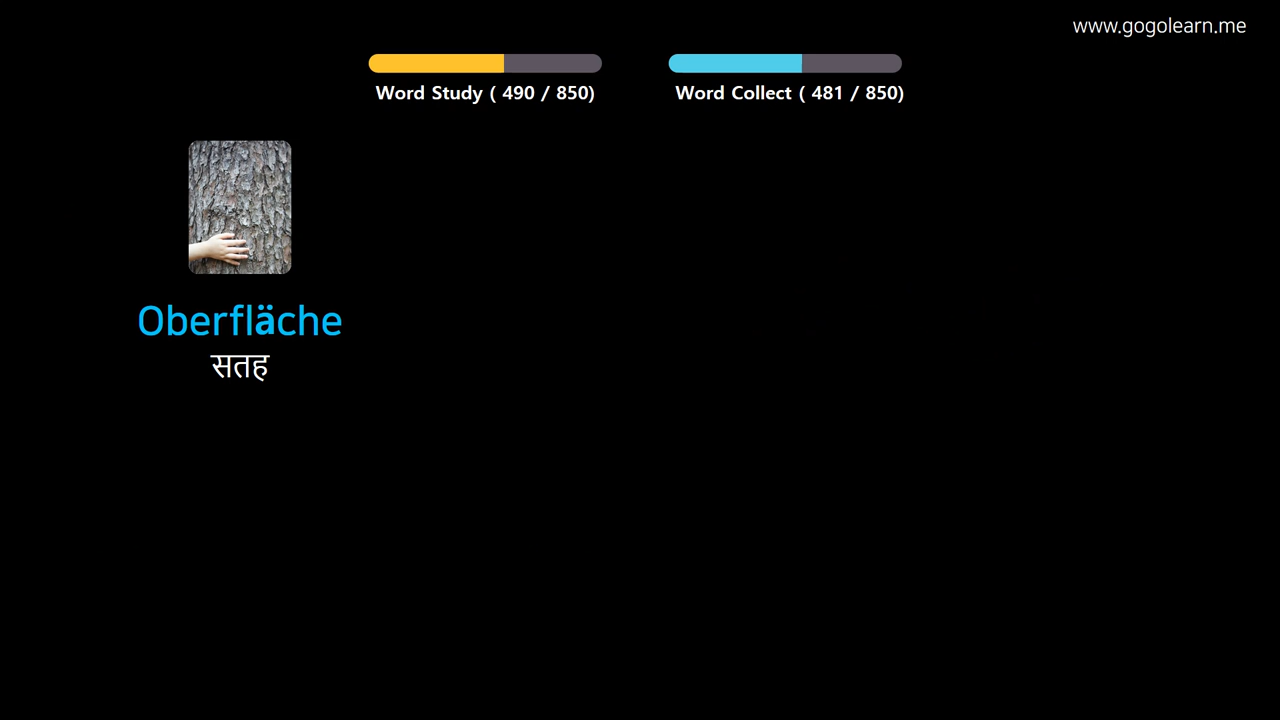 www.gogolearn.me
Word Study ( 490 / 850)
Word Collect ( 481 / 850)
Oberfläche
सतह